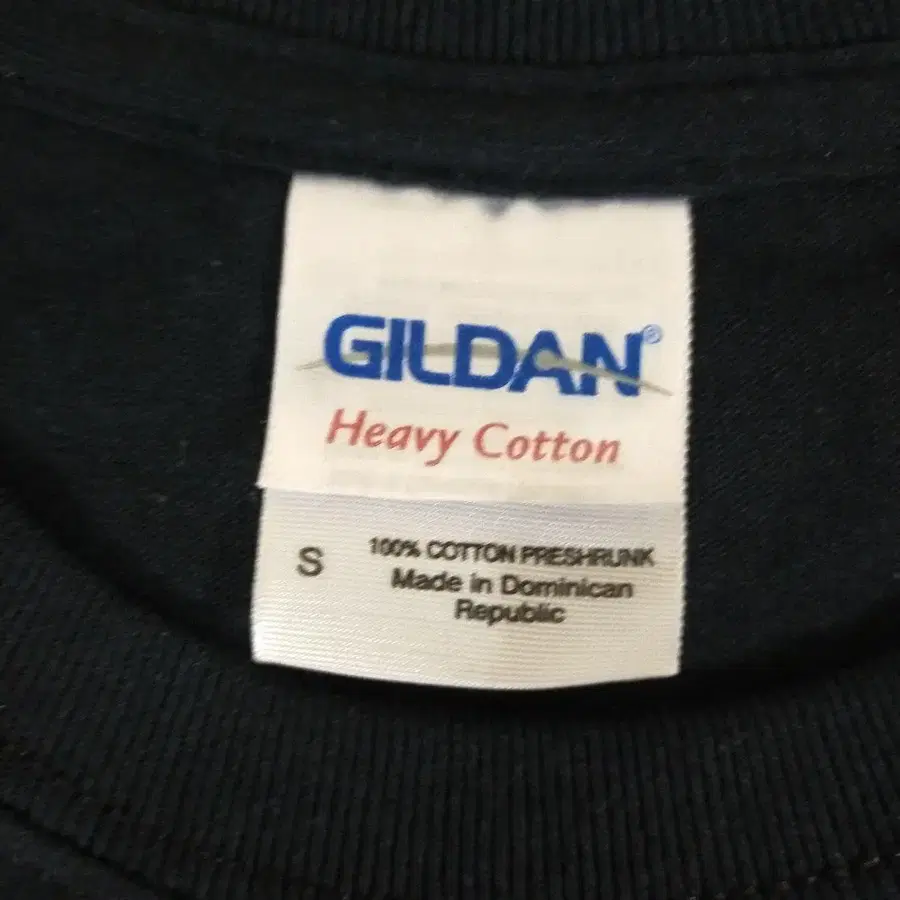 GILDAN®
Heavy Cotton
S
100% COTTON PRESHRUNK
Made in Dominican
Republic